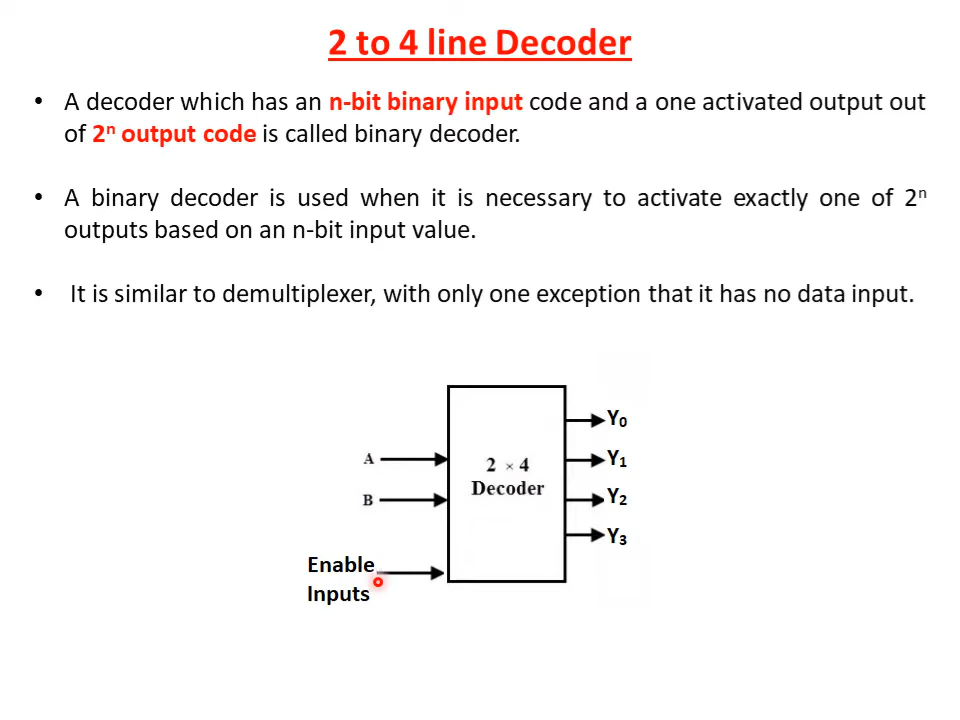 2 to 4 line Decoder
• A decoder which has an n-bit binary input code and a one activated output out
of 2ⁿ output code is called binary decoder.
• A binary decoder is used when it is necessary to activate exactly one of 2ⁿ
outputs based on an n-bit input value.
• It is similar to demultiplexer, with only one exception that it has no data input.
A
B
Enable
Inputs
2 × 4
Decoder
Y₀
Y₁
Y₂
Y₃